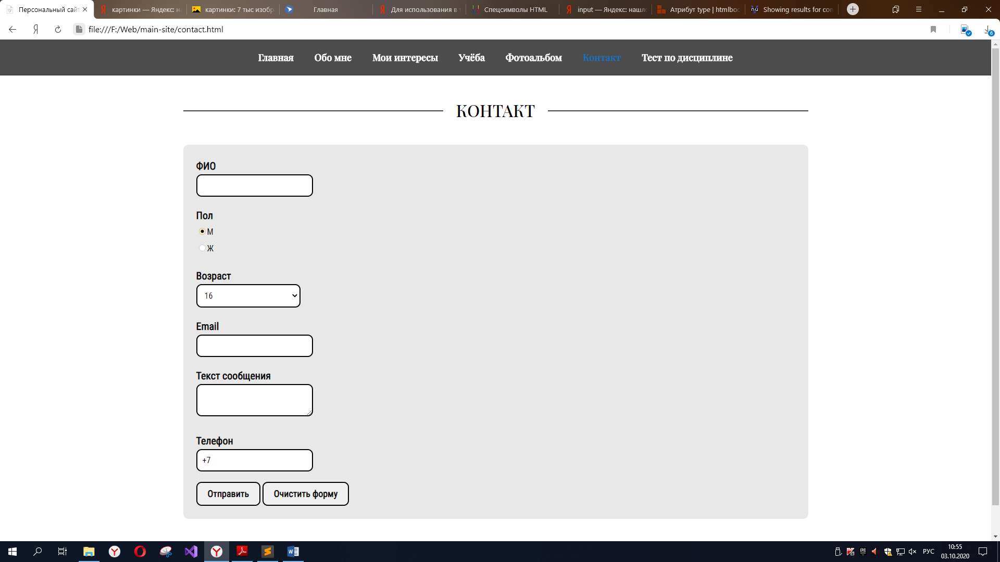 Персональный сайт
картинки — Яндекс: н
картинки: 7 тыс изобр
Главная
Для использования в т
Спецсимволы HTML
input — Яндекс: нашл
Атрибут type | htmlboo
Showing results for con
file:///F:/Web/main-site/contact.html
6
Главная
Обо мне
Мои интересы
Учёба
Фотоальбом
Контакт
Тест по дисциплине
КОНТАКТ
ФИО
Пол
М
Ж
Возраст
16
Email
Текст сообщения
Телефон
+7
Отправить
Очистить форму
РУС
10:55
03.10.2020